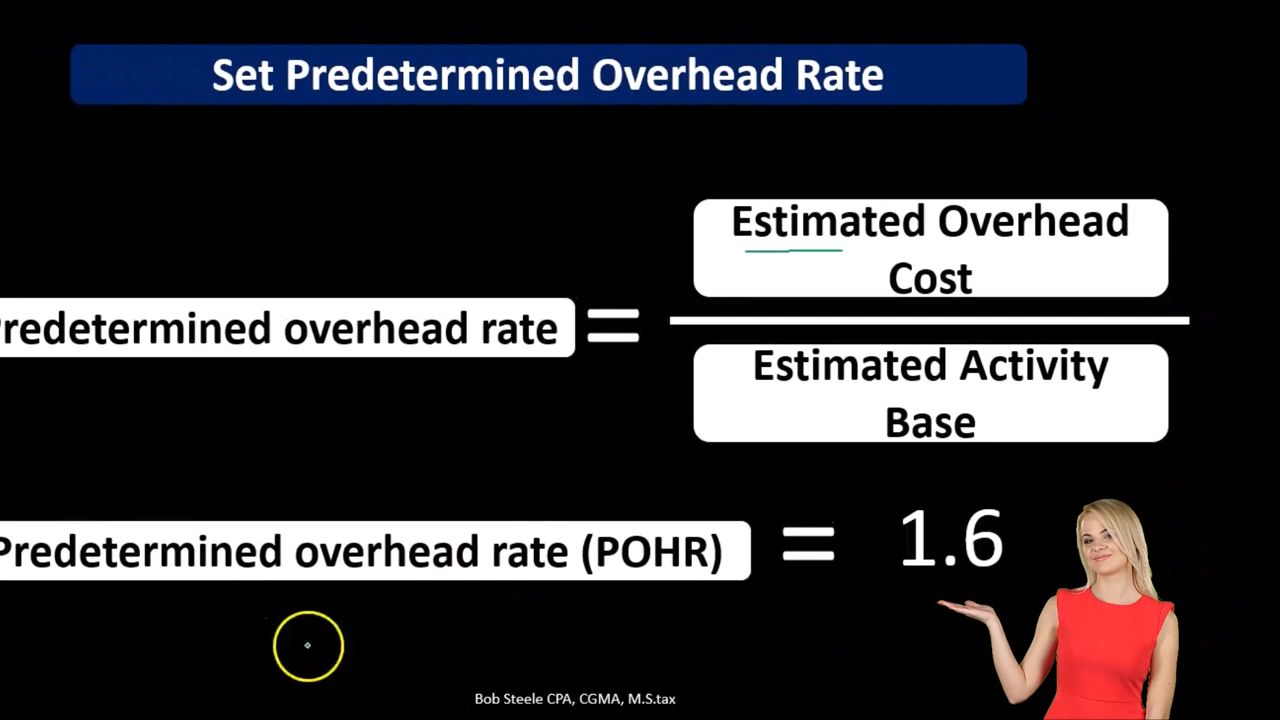 Set Predetermined Overhead Rate
Estimated Overhead
Cost
redetermined overhead rate
=
Estimated Activity
Base
Predetermined overhead rate (POHR) = 1.6
Bob Steele CPA, CGMA, M.S.tax